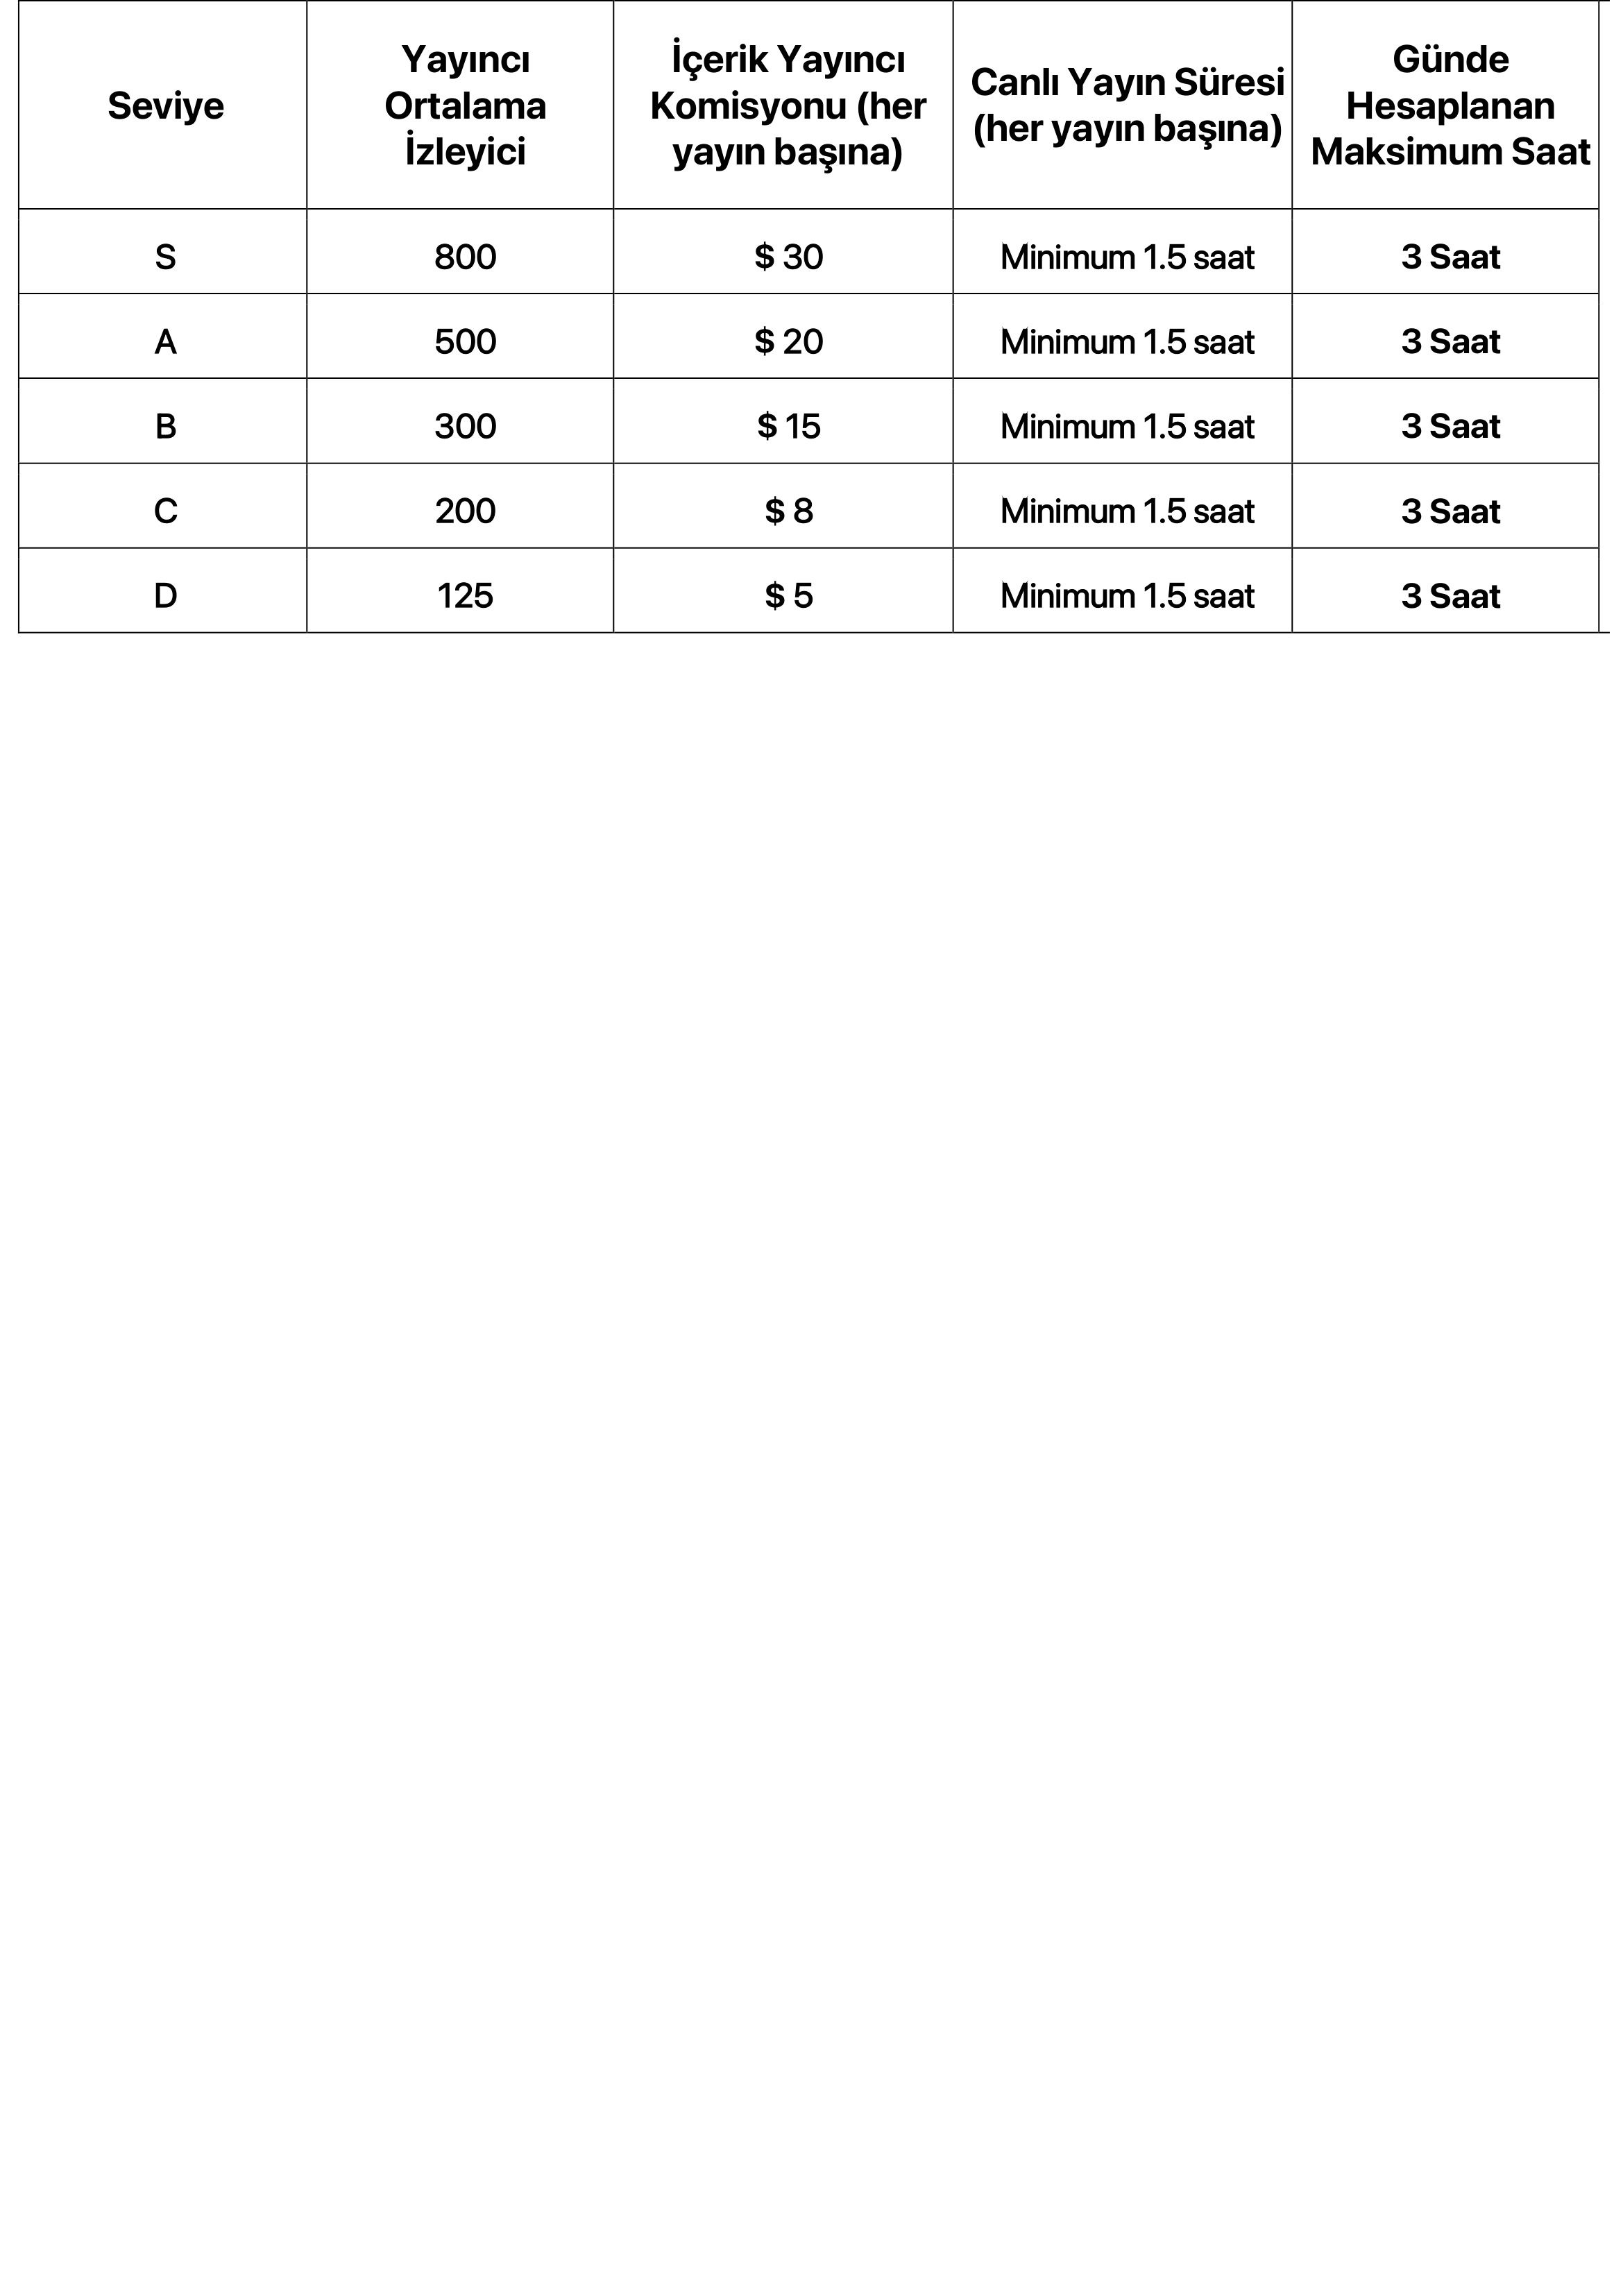 Seviye
Yayıncı
Ortalama
İzleyici
İçerik Yayıncı
Komisyonu (her
yayın başına)
Canlı Yayın Süresi
(her yayın başına)
Günde
Hesaplanan
Maksimum Saat
S 800 $ 30 Minimum 1.5 saat 3 Saat
A 500 $ 20 Minimum 1.5 saat 3 Saat
B 300 $ 15 Minimum 1.5 saat 3 Saat
C 200 $ 8 Minimum 1.5 saat 3 Saat
D 125 $ 5 Minimum 1.5 saat 3 Saat